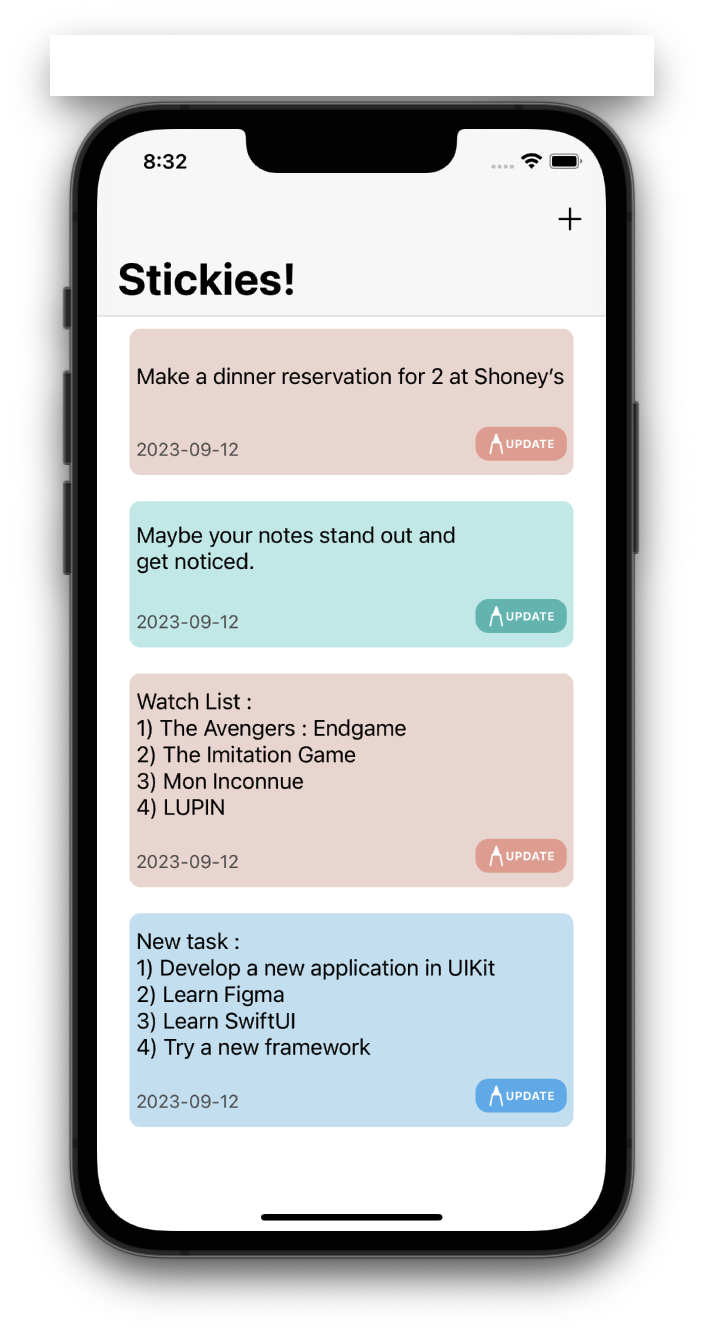 8:32
Stickies!
Make a dinner reservation for 2 at Shoney’s
2023-09-12
UPDATE
Maybe your notes stand out and
get noticed.
2023-09-12
UPDATE
Watch List :
1) The Avengers : Endgame
2) The Imitation Game
3) Mon Inconnue
4) LUPIN
2023-09-12
UPDATE
New task :
1) Develop a new application in UIKit
2) Learn Figma
3) Learn SwiftUI
4) Try a new framework
2023-09-12
UPDATE